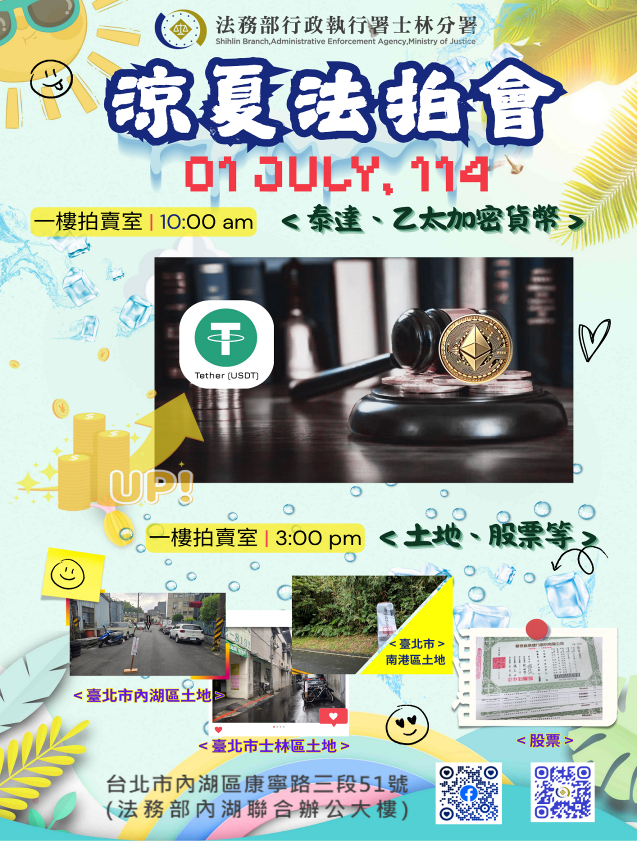 法務部行政執行署士林分署
Shihlin Branch,Administrative Enforcement Agency,Ministry of Justice
涼夏法拍會
01 JULY, 114
一樓拍賣室 | 10:00 am
< 泰達、乙太加密貨幣 >
Tether (USDT)
UP!
一樓拍賣室 | 3:00 pm
< 土地、股票等 >
< 臺北市 >
南港區土地
< 臺北市內湖區土地 >
< 臺北市士林區土地 >
< 股票 >
台北市內湖區康寧路三段51號
(法務部內湖聯合辦公大樓)